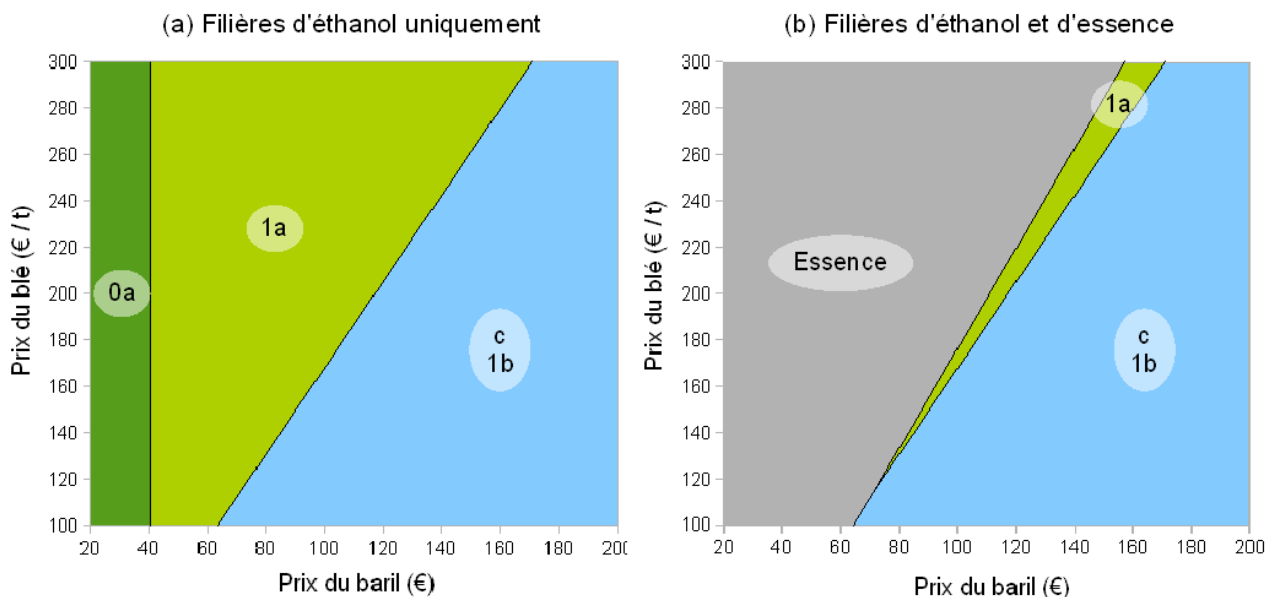 (a) Filières d'éthanol uniquement
300
280
260
240
220
200
180
160
140
120
100
Prix du blé (€ / t)
0a
1a
c
1b
20 40 60 80 100 120 140 160 180 200
Prix du baril (€)
(b) Filières d'éthanol et d'essence
300
280
260
240
220
200
180
160
140
120
100
Prix du blé (€ / t)
1a
Essence
c
1b
20 40 60 80 100 120 140 160 180 200
Prix du baril (€)